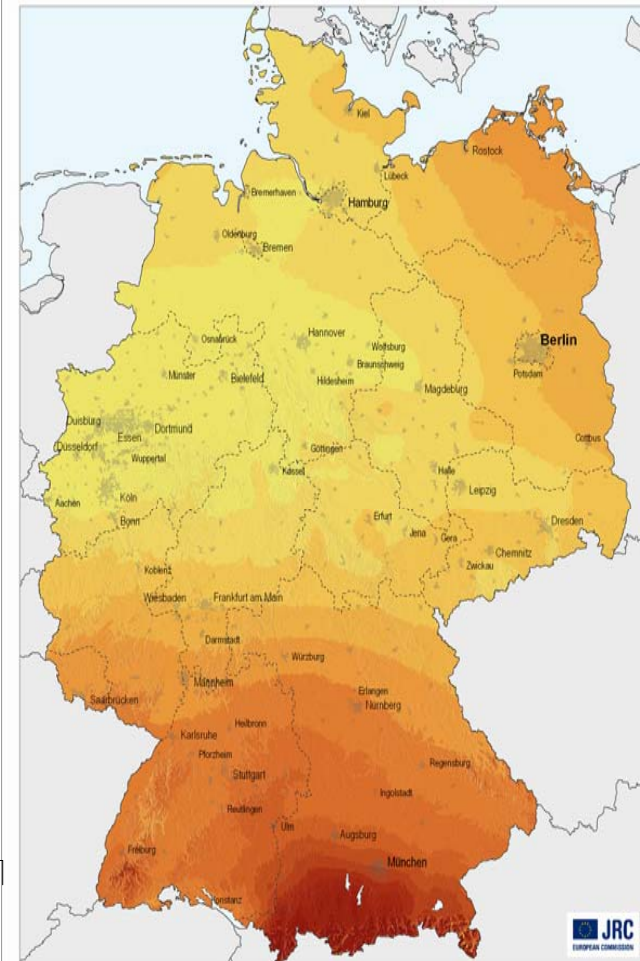 Kiel
Rostock
Lübeck
Bremerhaven
Hamburg
Oldenburg
Bremen
Berlin
Osnabrück
Hannover
Wolfsburg
Braunschweig
Potsdam
Münster
Bielefeld
Hildesheim
Magdeburg
Duisburg
Dortmund
Essen
Cottbus
Düsseldorf
Göttingen
Wuppertal
Kassel
Halle
Leipzig
Köln
Aachen
Bonn
Erfurt
Dresden
Jena
Gera
Chemnitz
Zwickau
Koblenz
Wiesbaden
Frankfurt am Main
Darmstadt
Würzburg
Mannheim
Erlangen
Saarbrücken
Nurnberg
Heilbronn
Karlsruhe
Pforzheim
Regensburg
Stuttgart
Ingolstadt
Reutlingen
Ulm
Augsburg
Freiburg
München
Konstanz
JRC
EUROPEAN COMMISSION